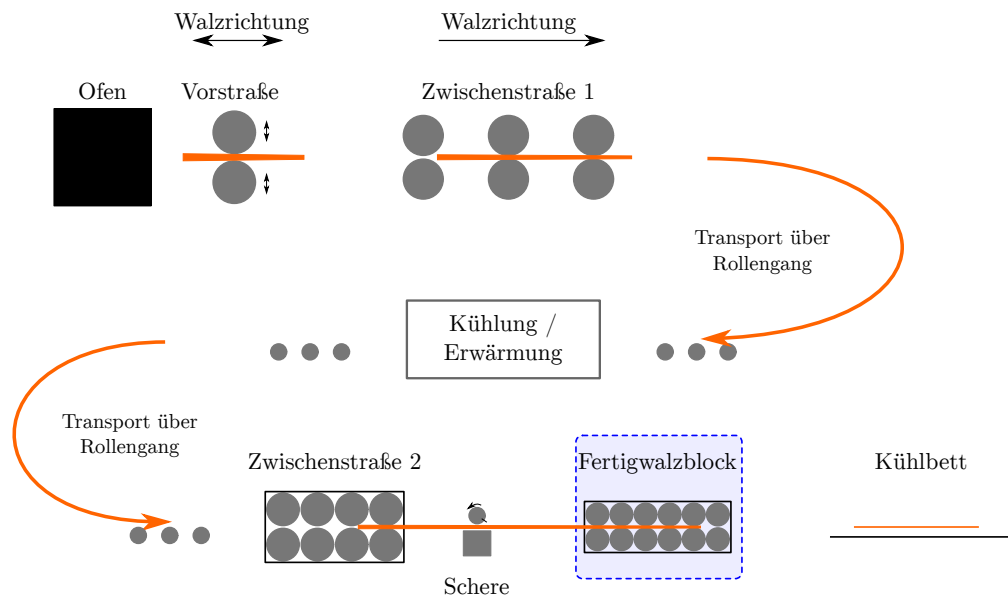 Walzrichtung
Walzrichtung
Ofen
Vorstraße
Zwischenstraße 1
Transport über
Rollengang
Kühlung /
Erwärmung
Transport über
Rollengang
Zwischenstraße 2
Fertigwalzblock
Kühlbett
Schere